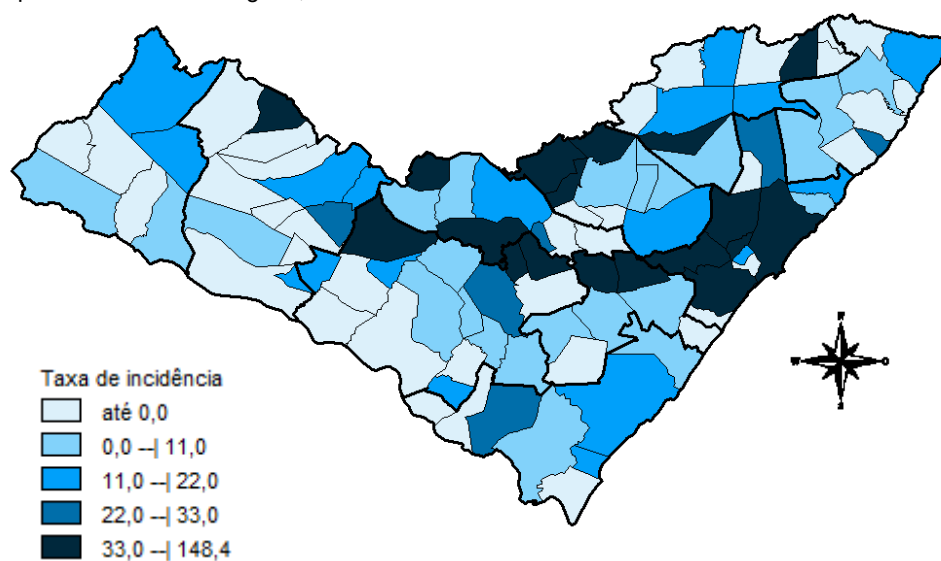 Taxa de incidência
até 0,0
0,0 --| 11,0
11,0 --| 22,0
22,0 --| 33,0
33,0 --| 148,4